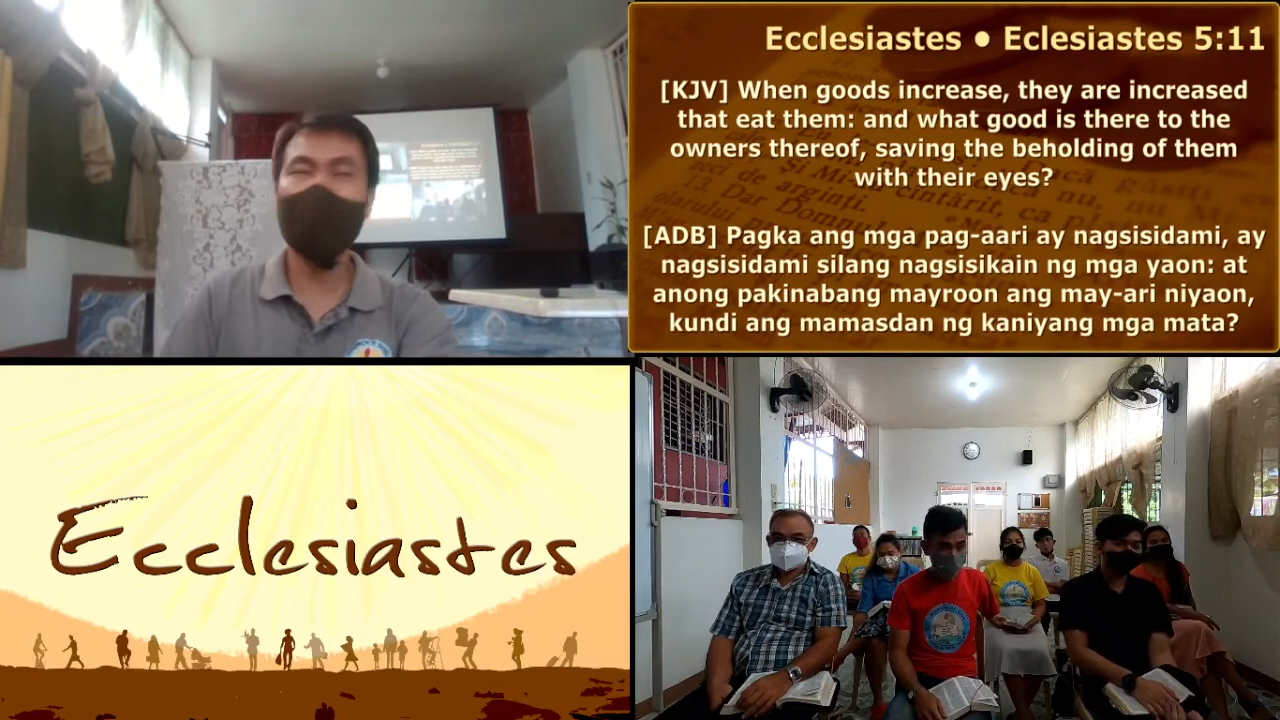 Ecclesiastes • Eclesiastes 5:11
[KJV] When goods increase, they are increased
that eat them: and what good is there to the
owners thereof, saving the beholding of them
with their eyes?
[ADB] Pagka ang mga pag-aari ay nagsisidami, ay
nagsisidami silang nagsisikain ng mga yaon: at
anong pakinabang mayroon ang may-ari niyaon,
kundi ang mamasdan ng kaniyang mga mata?
Ecclesiastes